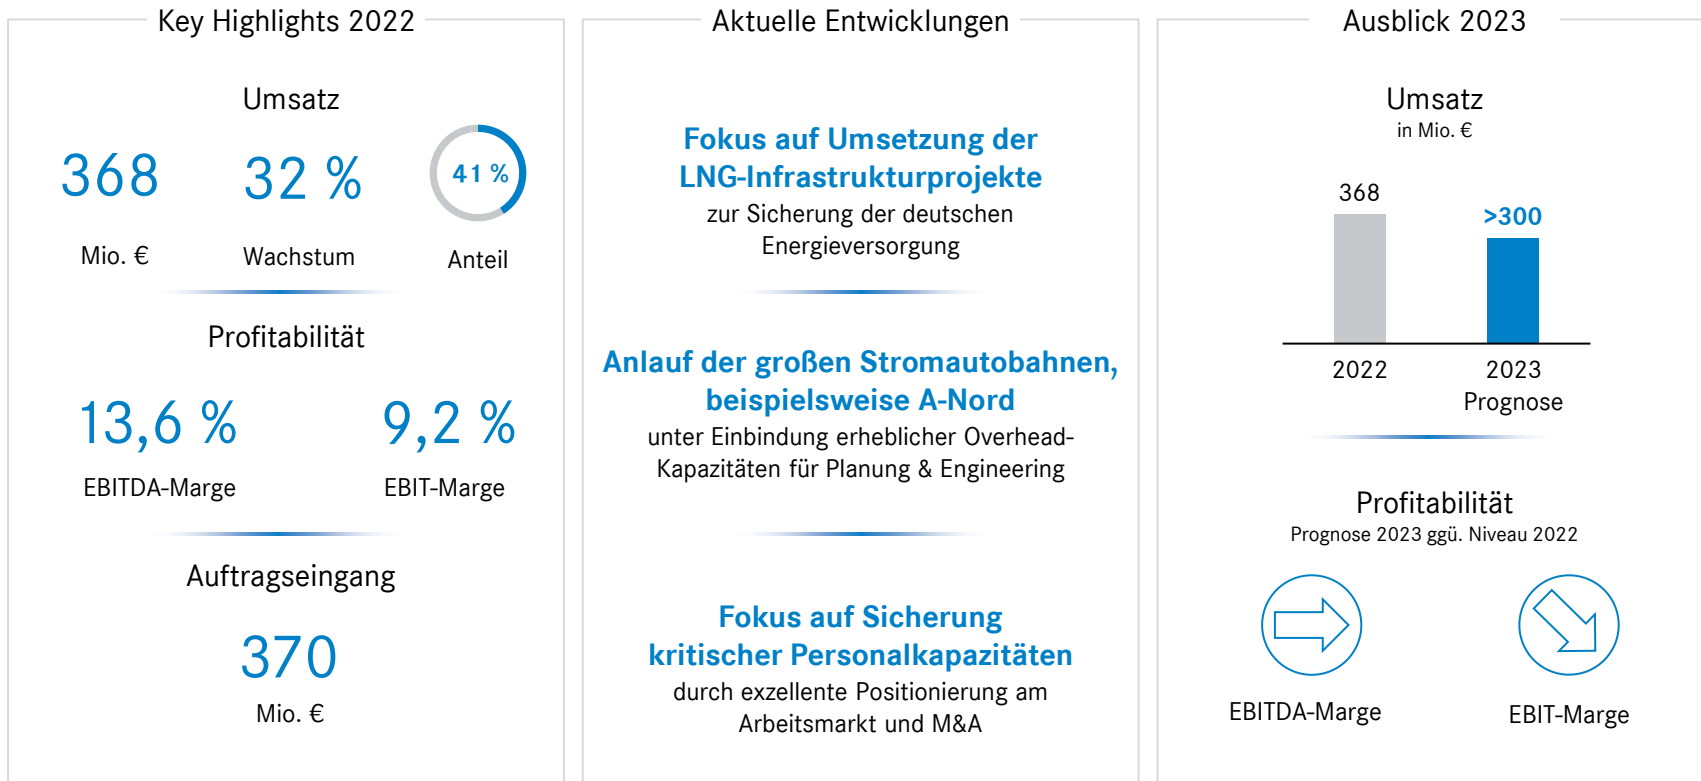 Key Highlights 2022
Umsatz
368
32 %
41 %
Mio. €
Wachstum
Anteil
Profitabilität
13,6 %
9,2 %
EBITDA-Marge
EBIT-Marge
Auftragseingang
370
Mio. €
Aktuelle Entwicklungen
Fokus auf Umsetzung der
LNG-Infrastrukturprojekte
zur Sicherung der deutschen
Energieversorgung
Anlauf der großen Stromautobahnen,
beispielsweise A-Nord
unter Einbindung erheblicher Overhead-
Kapazitäten für Planung & Engineering
Fokus auf Sicherung
kritischer Personalkapazitäten
durch exzellente Positionierung am
Arbeitsmarkt und M&A
Ausblick 2023
Umsatz
in Mio. €
368
>300
2022
2023
Prognose
Profitabilität
Prognose 2023 ggü. Niveau 2022
EBITDA-Marge
EBIT-Marge